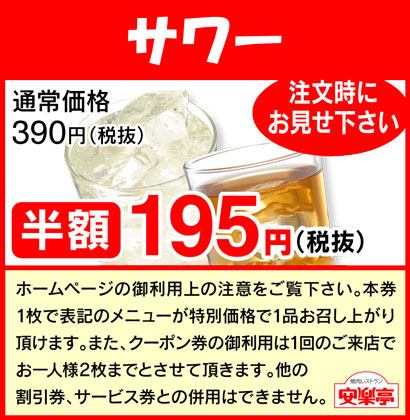 サワー
通常価格
390円(税抜)
注文時に
お見せ下さい
半額 195円(税抜)
ホームページの御利用上の注意をご覧下さい。本券
1枚で表記のメニューが特別価格で1品お召し上がり
頂けます。また、クーポン券の御利用は1回のご来店で
お一人様2枚までとさせて頂きます。他の
割引券、サービス券との併用はできません。
焼肉レストラン
安楽亭